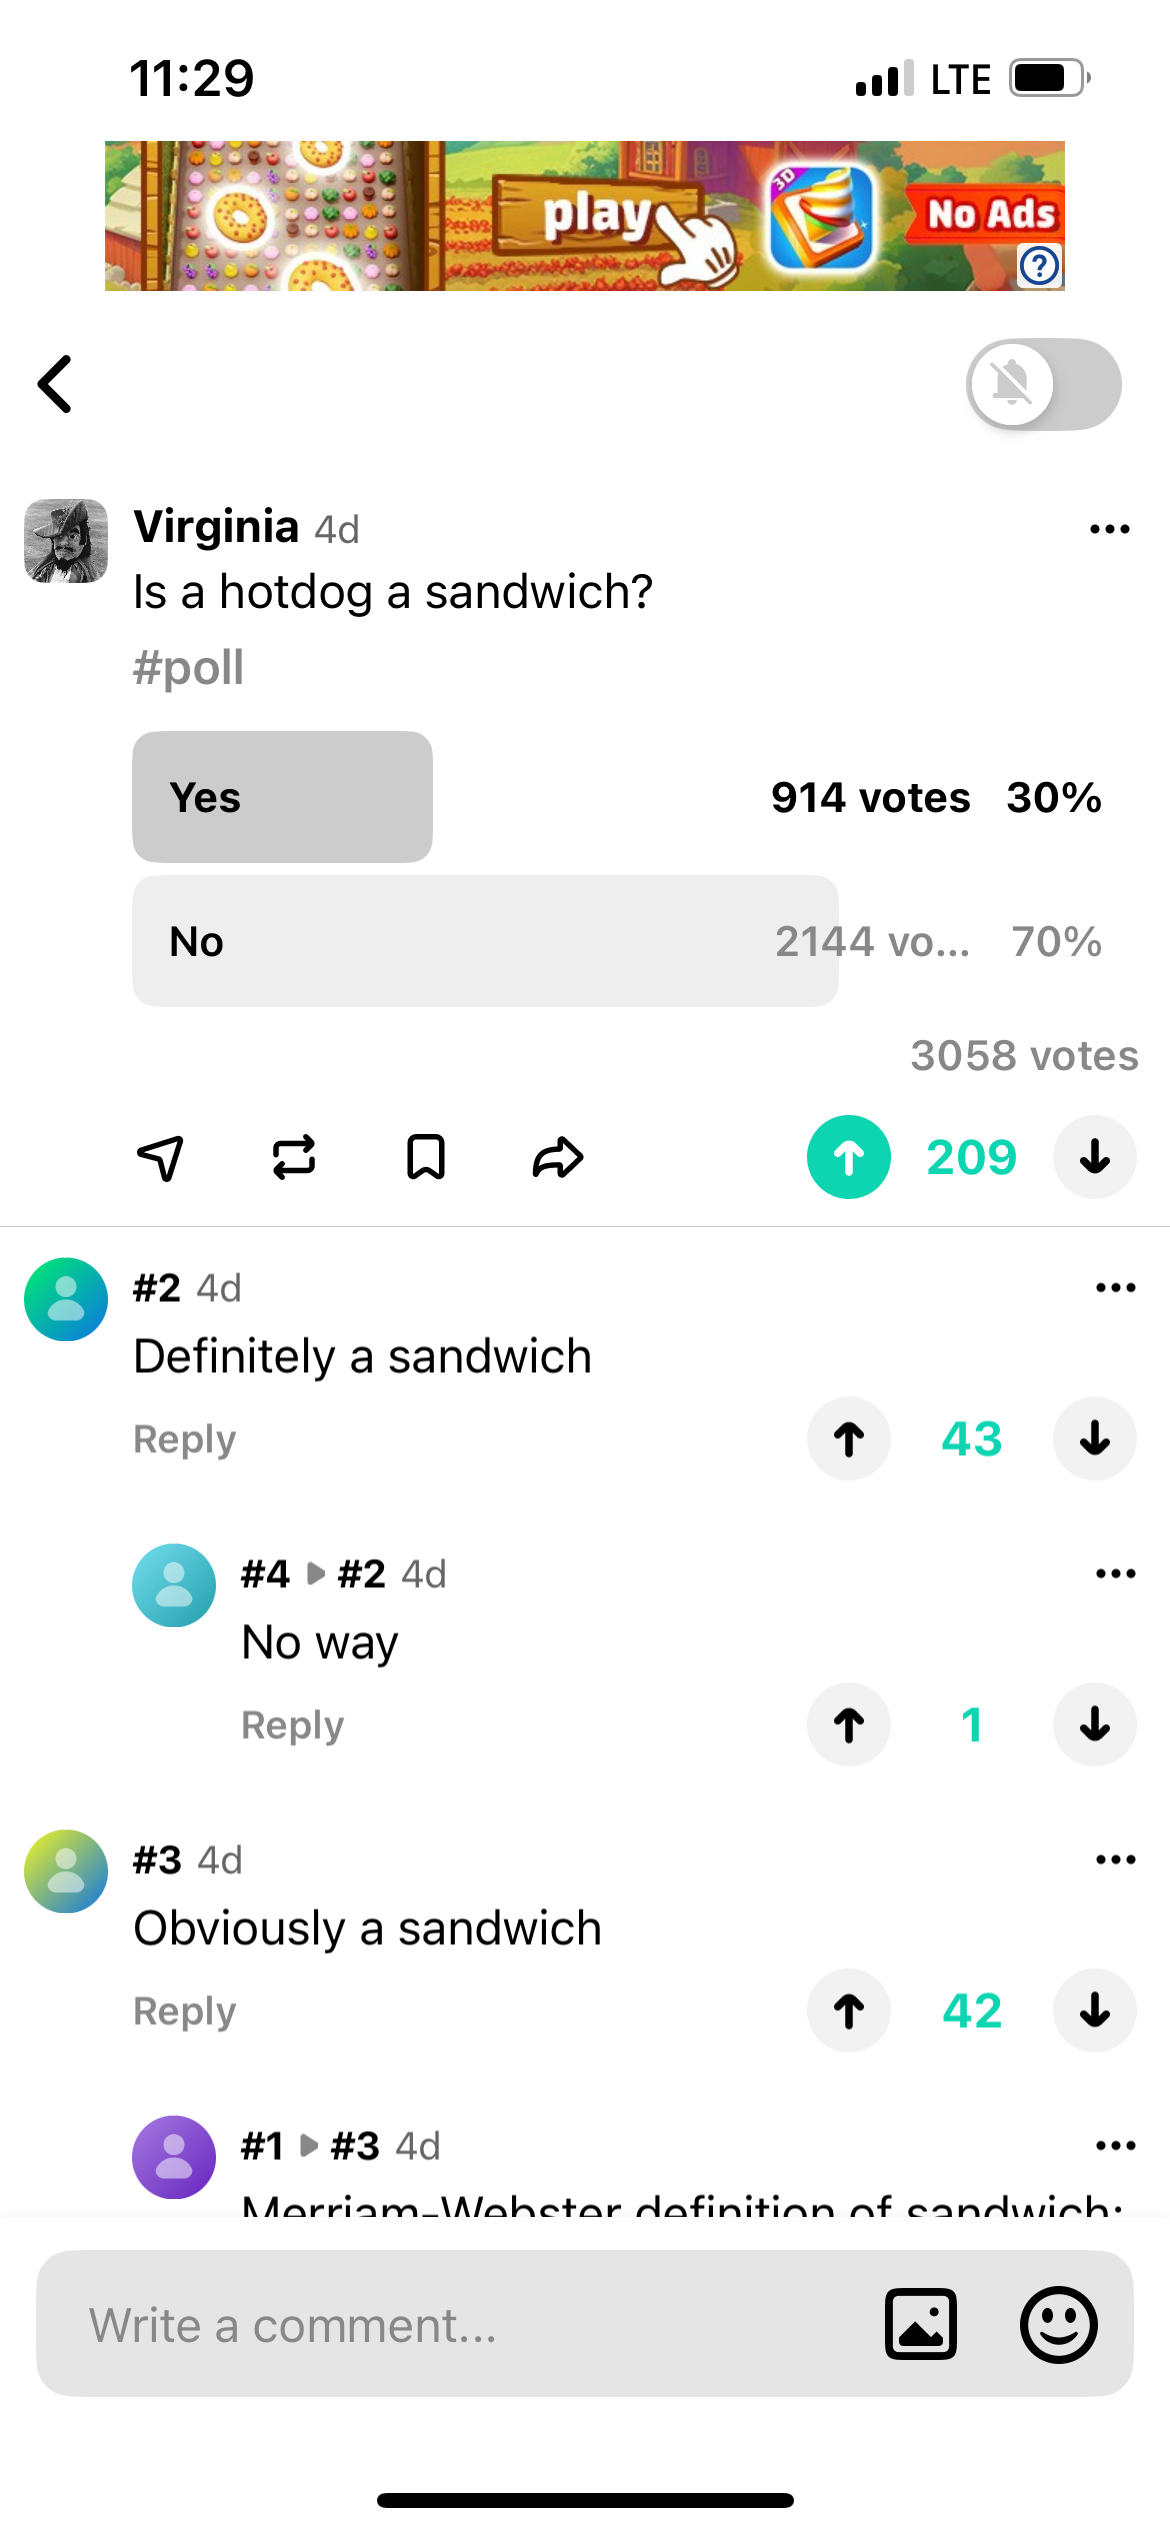 11:29
LTE
play
3D
No Ads
?
Virginia 4d
Is a hotdog a sandwich?
#poll
Yes 914 votes 30%
No 2144 vo... 70%
3058 votes
209
#2 4d
Definitely a sandwich
Reply
43
#4 #2 4d
No way
Reply
1
#3 4d
Obviously a sandwich
Reply
42
#1 #3 4d
Merriam-Webster definition of sandwich:
Write a comment...